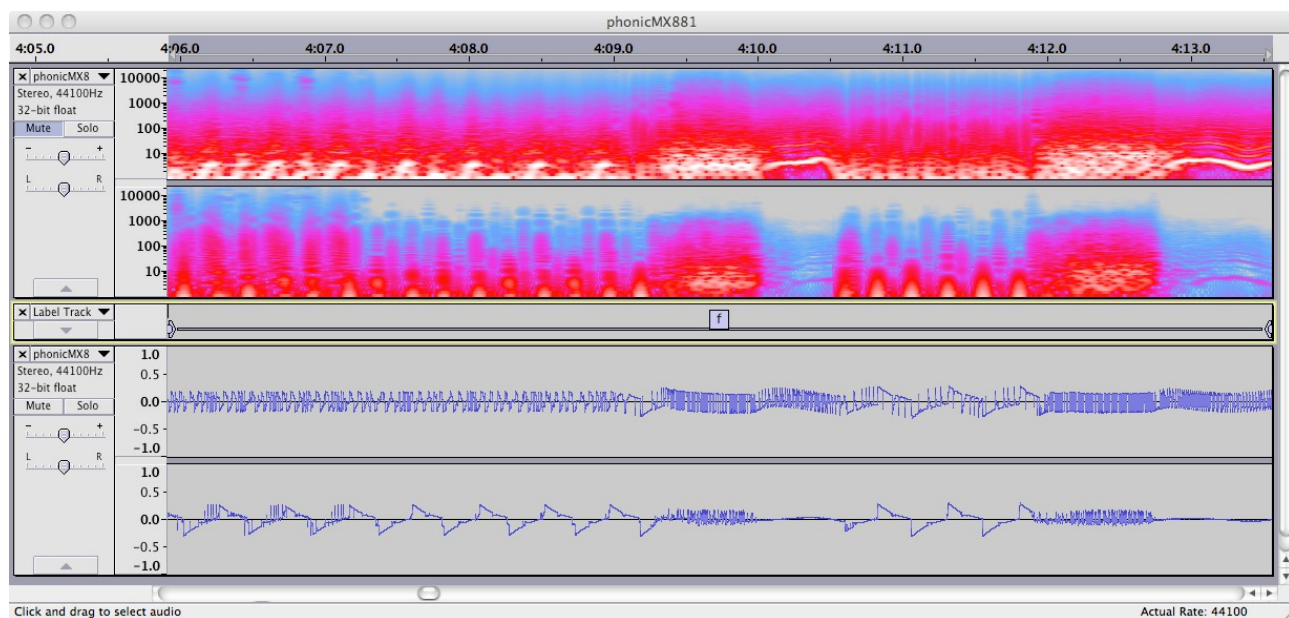 phonicMX881
4:05.0 4:06.0 4:07.0 4:08.0 4:09.0 4:10.0 4:11.0 4:12.0 4:13.0
phonicMX8
Stereo, 44100Hz
32-bit float
Mute Solo
- +
L R
10000
1000
100
10
10000
1000
100
10
Label Track
f
phonicMX8
Stereo, 44100Hz
32-bit float
Mute Solo
- +
L R
1.0
0.5
0.0
-0.5
-1.0
1.0
0.5
0.0
-0.5
-1.0
Click and drag to select audio
Actual Rate: 44100